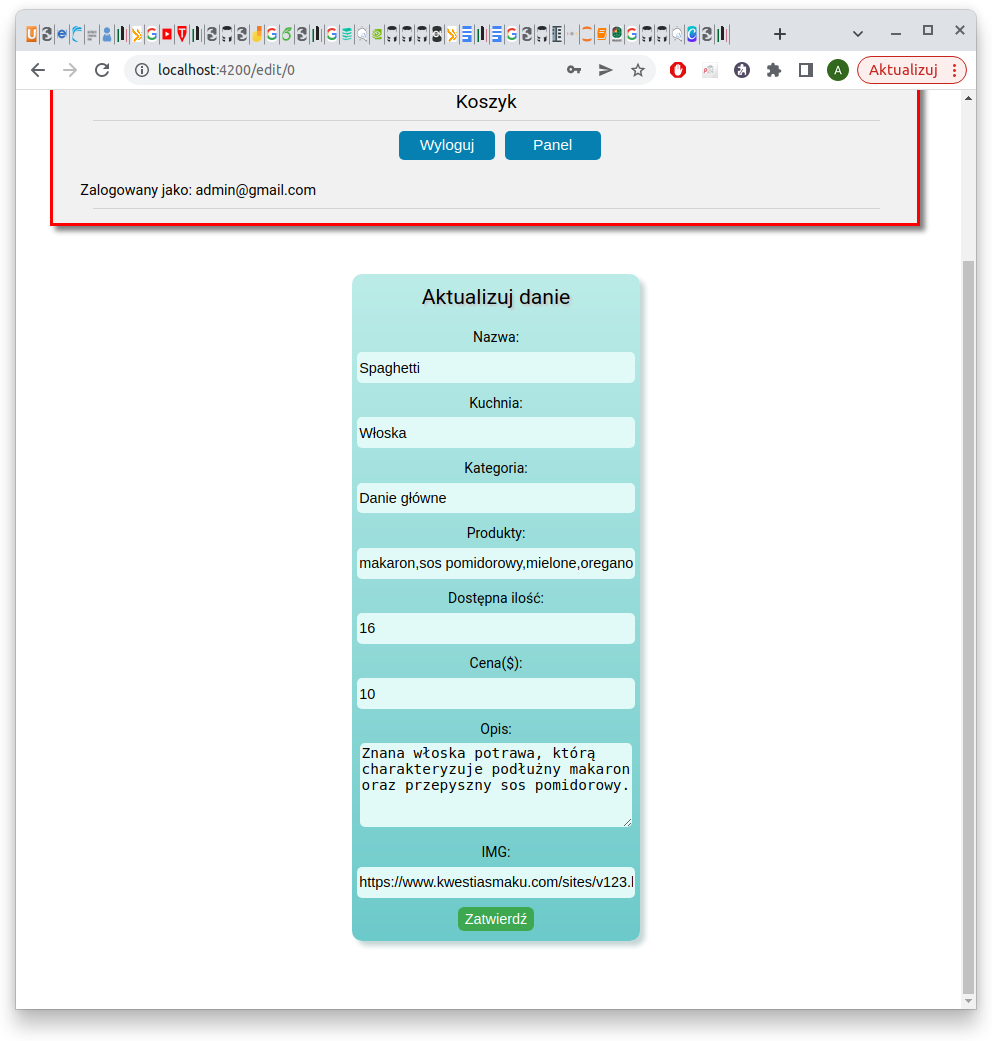 localhost:4200/edit/0
A
Aktualizuj
Koszyk
Wyloguj Panel
Zalogowany jako: admin@gmail.com
Aktualizuj danie
Nazwa:
Spaghetti
Kuchnia:
Włoska
Kategoria:
Danie główne
Produkty:
makaron,sos pomidorowy,mielone,oregano
Dostępna ilość:
16
Cena($):
10
Opis:
Znana włoska potrawa, którą
charakteryzuje podłużny makaron
oraz przepyszny sos pomidorowy.
IMG:
https://www.kwestiasmaku.com/sites/v123.
Zatwierdź